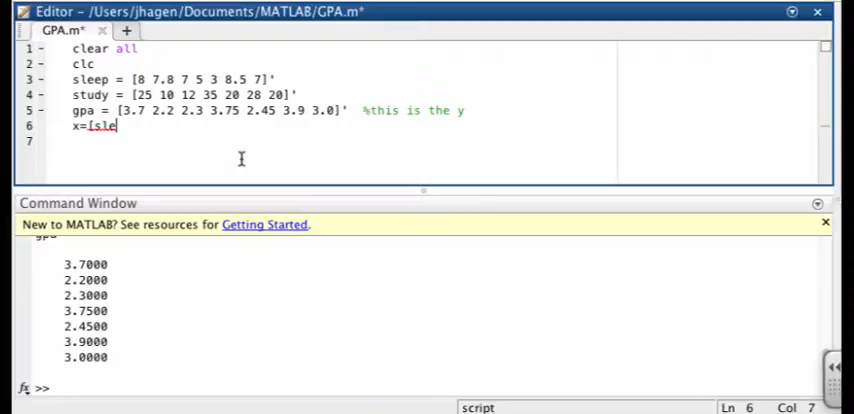 Editor - /Users/jhagen/Documents/MATLAB/GPA.m*
GPA.m* × +
1 - clear all
2 - clc
3 - sleep = [8 7.8 7 5 3 8.5 7]'
4 - study = [25 10 12 35 20 28 20]'
5 - gpa = [3.7 2.2 2.3 3.75 2.45 3.9 3.0]' %this is the y
6 x=[sle
7
Command Window
New to MATLAB? See resources for Getting Started.
3.7000
2.2000
2.3000
3.7500
2.4500
3.9000
3.0000
fx >>
script Ln 6 Col 7